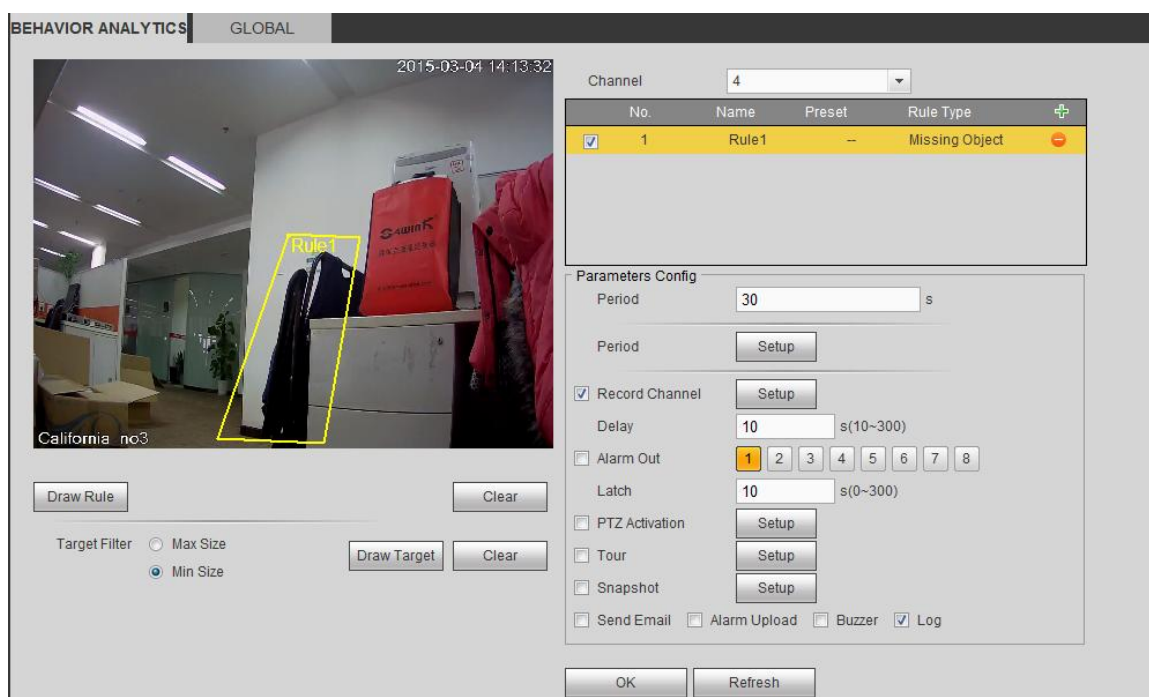 BEHAVIOR ANALYTICS GLOBAL
2015-03-04 14:13:32
Rule1
SAWINK
California no3
Draw Rule Clear
Target Filter Max Size
Min Size
Draw Target Clear
Channel 4
No. Name Preset Rule Type
1 Rule1 -- Missing Object
Parameters Config
Period 30 s
Period Setup
Record Channel Setup
Delay 10 s(10~300)
Alarm Out 1 2 3 4 5 6 7 8
Latch 10 s(0~300)
PTZ Activation Setup
Tour Setup
Snapshot Setup
Send Email Alarm Upload Buzzer Log
OK Refresh